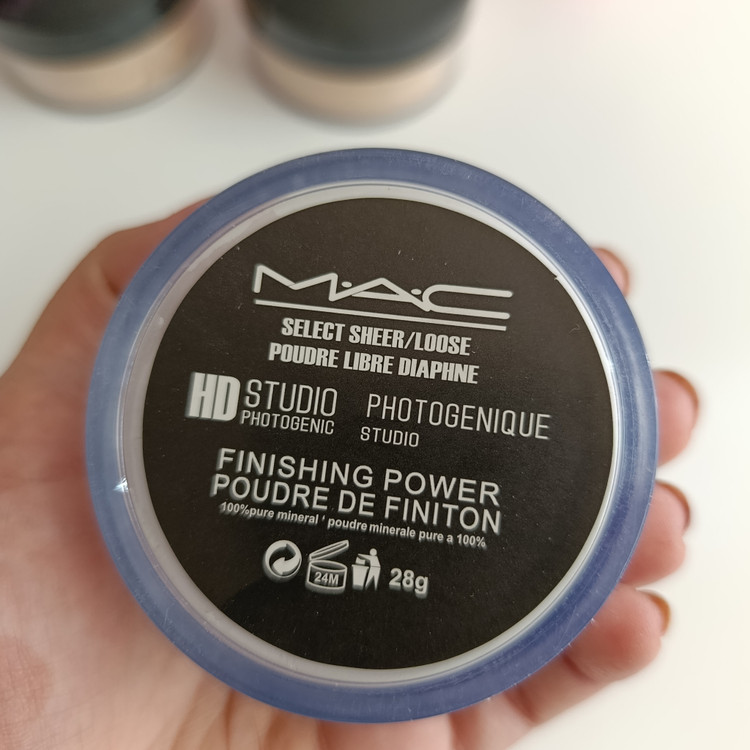 M·A·C
SELECT SHEER/LOOSE
POUDRE LIBRE DIAPHNE
HD STUDIO PHOTOGENIC
PHOTOGENIQUE STUDIO
FINISHING POWER
POUDRE DE FINITON
100%pure mineral ' poudre minerale pure a 100%
24M 28g